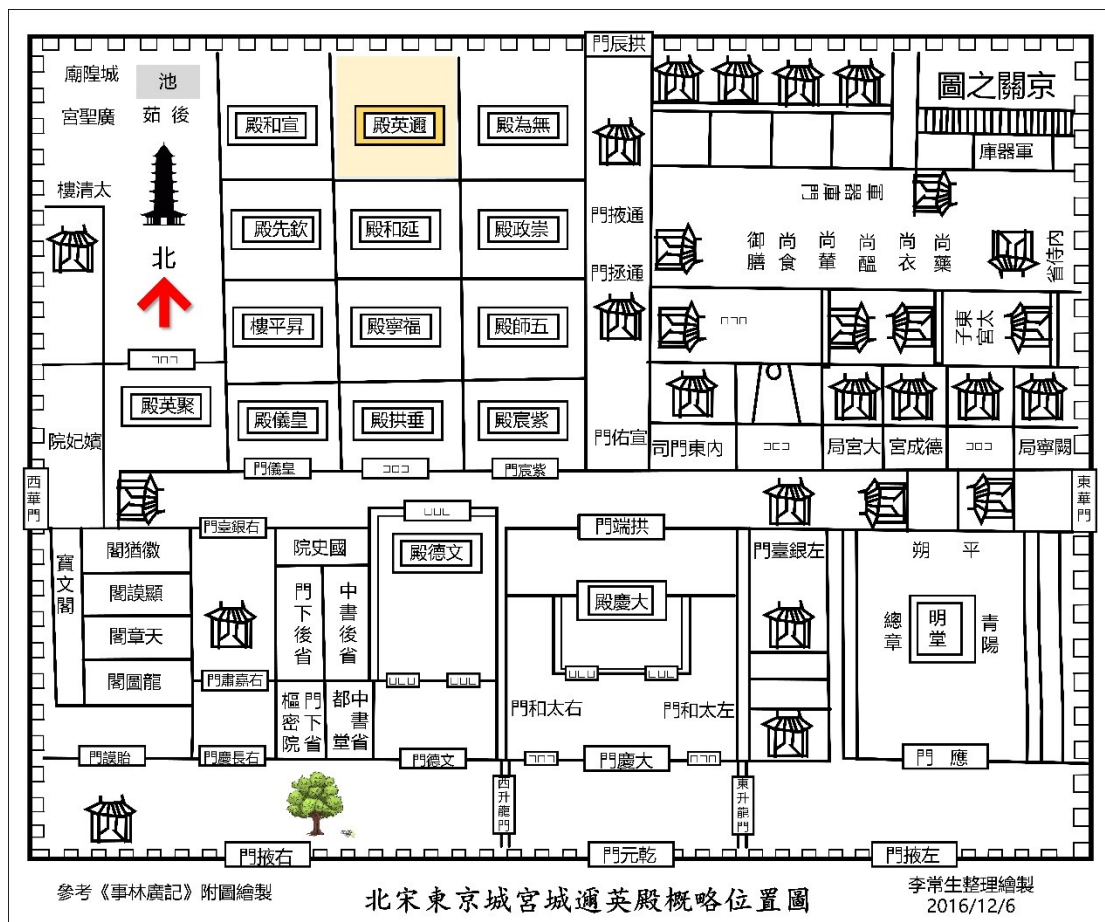 拱辰門
城隍廟
池
廣聖宮
後茹
宣和殿
邇英殿
無為殿
京關之圖
軍器庫
太清樓
欽先殿
延和殿
崇政殿
通掖門
軍器庫門
北
通拯門
御膳
尚食
尚輦
尚醞
尚衣
尚藥
內侍省
昇平樓
福寧殿
五師殿
太子東宮
聚英殿
皇儀殿
垂拱殿
紫宸殿
嬪妃院
宣佑門
內東門司
大宮局
德成宮
闕寧局
皇儀門
紫宸門
西華門
東華門
右銀臺門
拱端門
寶文閣
徽猶閣
國史院
文德殿
左銀臺門
平朔
顯謨閣
門下後省
中書後省
大慶殿
天章閣
總章
明堂
青陽
龍圖閣
右嘉肅門
門下省樞密院
中書省都堂
右太和門
左太和門
胎謨門
右長慶門
文德門
大慶門
應門
西升龍門
東升龍門
右掖門
乾元門
左掖門
參考《事林廣記》附圖繪製
北宋東京城宮城邇英殿概略位置圖
李常生整理繪製
2016/12/6